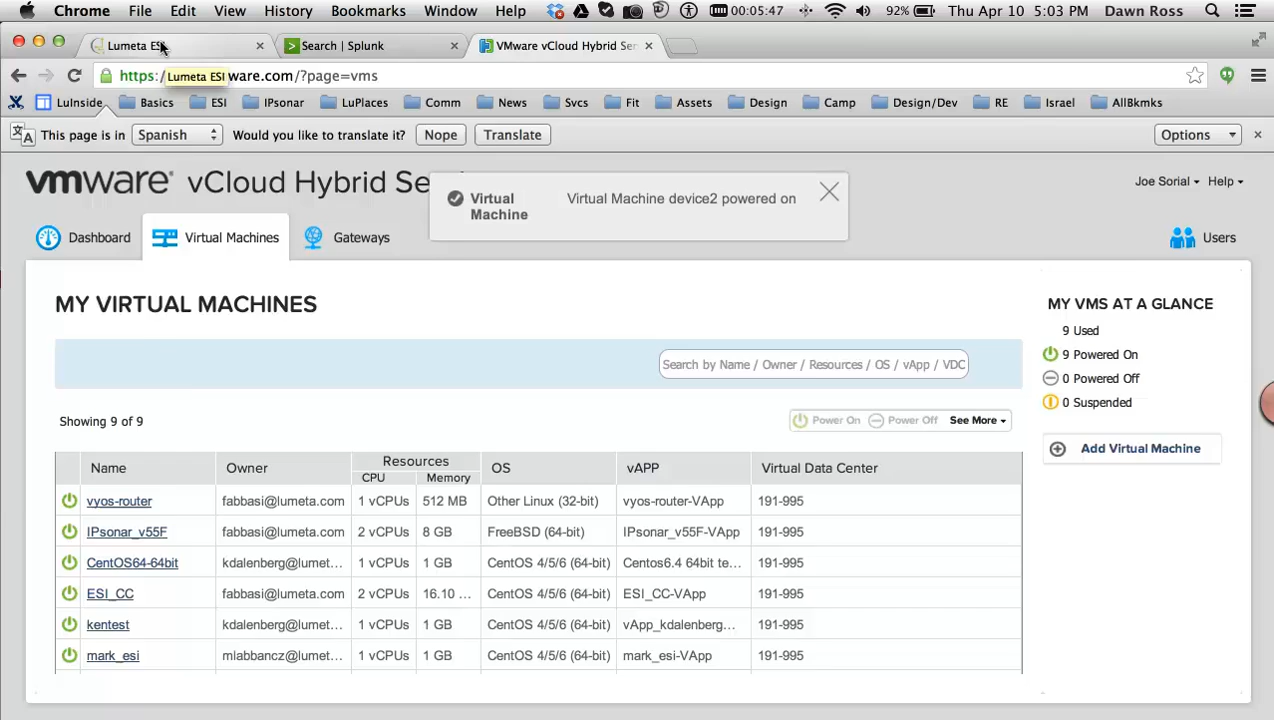 Chrome File Edit View History Bookmarks Window Help 00:05:47 92% Thu Apr 10 5:03 PM Dawn Ross
Lumeta ESI Search | Splunk VMware vCloud Hybrid Ser
https:/ ware.com/?page=vms
Lumeta ESI
LuInside Basics ESI IPsonar LuPlaces Comm News Svcs Fit Assets Design Camp Design/Dev RE Israel AllBkmks
This page is in Spanish Would you like to translate it? Nope Translate Options
vmware® vCloud Hybrid Se
Joe Sorial Help
Virtual Machine Virtual Machine device2 powered on
Dashboard Virtual Machines Gateways Users
MY VIRTUAL MACHINES
Search by Name / Owner / Resources / OS / vApp / VDC
Showing 9 of 9 Power On Power Off See More
Name Owner Resources OS vAPP Virtual Data Center
CPU Memory
vyos-router fabbasi@lumeta.com 1 vCPUs 512 MB Other Linux (32-bit) vyos-router-VApp 191-995
IPsonar_v55F fabbasi@lumeta.com 2 vCPUs 8 GB FreeBSD (64-bit) IPsonar_v55F-VApp 191-995
CentOS64-64bit kdalenberg@lumet... 1 vCPUs 1 GB CentOS 4/5/6 (64-bit) Centos6.4 64bit te... 191-995
ESI_CC fabbasi@lumeta.com 2 vCPUs 16.10 ... CentOS 4/5/6 (64-bit) ESI_CC-VApp 191-995
kentest kdalenberg@lumet... 1 vCPUs 1 GB CentOS 4/5/6 (64-bit) vApp_kdalenberg... 191-995
mark_esi mlabbancz@lumet... 1 vCPUs 1 GB CentOS 4/5/6 (64-bit) mark_esi-VApp 191-995
MY VMS AT A GLANCE
9 Used
9 Powered On
0 Powered Off
0 Suspended
Add Virtual Machine